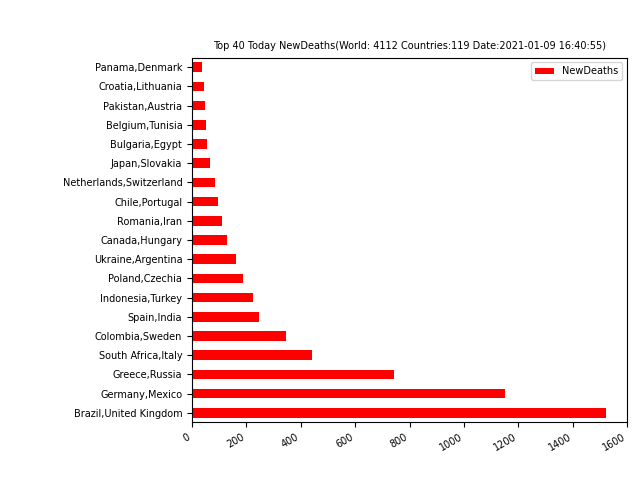 Top 40 Today NewDeaths(World: 4112 Countries:119 Date:2021-01-09 16:40:55)
NewDeaths
Panama,Denmark
Croatia,Lithuania
Pakistan,Austria
Belgium,Tunisia
Bulgaria,Egypt
Japan,Slovakia
Netherlands,Switzerland
Chile,Portugal
Romania,Iran
Canada,Hungary
Ukraine,Argentina
Poland,Czechia
Indonesia,Turkey
Spain,India
Colombia,Sweden
South Africa,Italy
Greece,Russia
Germany,Mexico
Brazil,United Kingdom
0 200 400 600 800 1000 1200 1400 1600